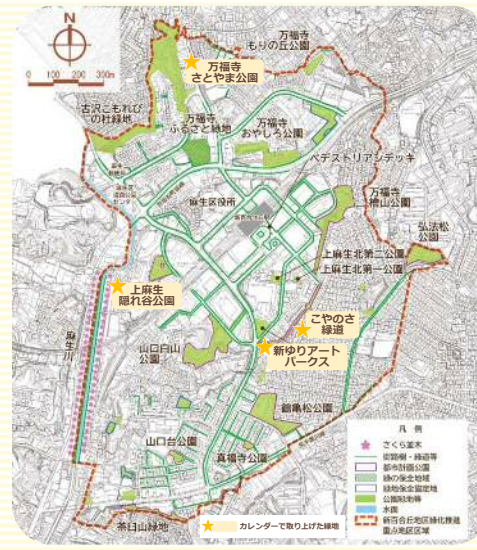 N
0 100 200 300m
万福寺
もりの丘公園
万福寺
さとやま公園
古沢こもれび
の杜緑地
万福寺
ふるさと緑地
万福寺
おやしろ公園
ペデストリアンデッキ
麻生区役所
万福寺
檜山公園
弘法松
公園
上麻生北第二公園
上麻生北第一公園
上麻生
隠れ谷公園
こやのさ
緑道
新ゆりアート
パークス
麻生川
山口白山
公園
鶴亀松公園
山口台公園
真福寺公園
茶臼山緑地
カレンダーで取り上げた緑地
凡 例
さくら並木
街路樹・緑道等
都市計画公園
緑の保全地域
緑地保全協定地
公園緑地等
水面
新百合丘地区緑化推進
重点地区区域